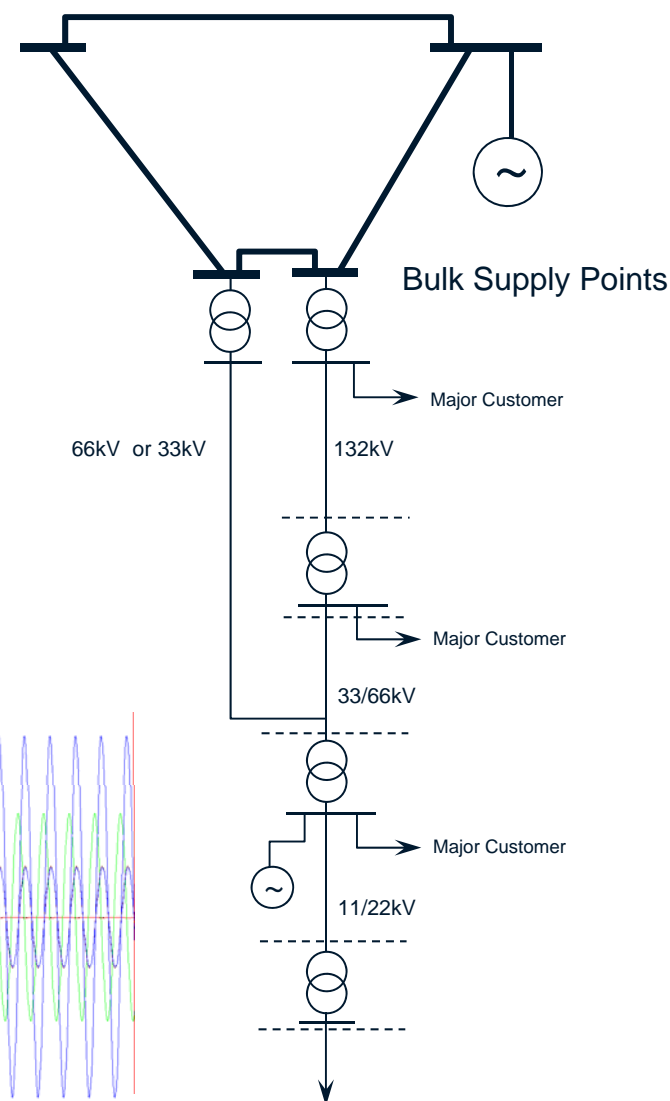 Bulk Supply Points
Major Customer
66kV or 33kV
132kV
Major Customer
33/66kV
Major Customer
11/22kV